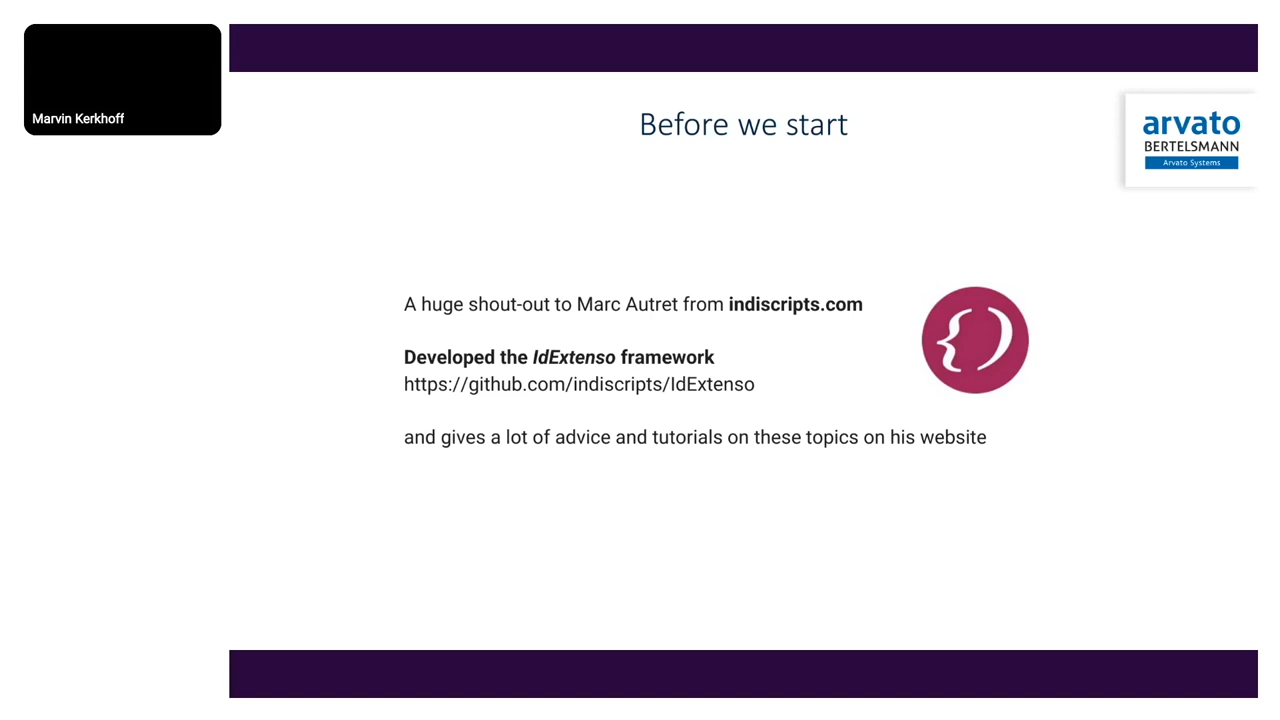 Marvin Kerkhoff
Before we start
arvato
BERTELSMANN
Arvato Systems
A huge shout-out to Marc Autret from indiscripts.com
Developed the IdExtenso framework
https://github.com/indiscripts/IdExtenso
and gives a lot of advice and tutorials on these topics on his website